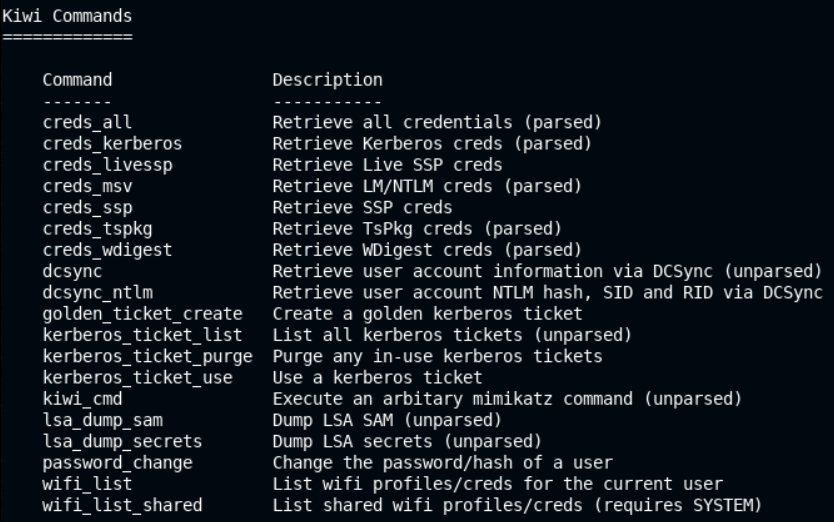 Kiwi Commands
=============
Command Description
------- -----------
creds_all Retrieve all credentials (parsed)
creds_kerberos Retrieve Kerberos creds (parsed)
creds_livessp Retrieve Live SSP creds
creds_msv Retrieve LM/NTLM creds (parsed)
creds_ssp Retrieve SSP creds
creds_tspkg Retrieve TsPkg creds (parsed)
creds_wdigest Retrieve WDigest creds (parsed)
dcsync Retrieve user account information via DCSync (unparsed)
dcsync_ntlm Retrieve user account NTLM hash, SID and RID via DCSync
golden_ticket_create Create a golden kerberos ticket
kerberos_ticket_list List all kerberos tickets (unparsed)
kerberos_ticket_purge Purge any in-use kerberos tickets
kerberos_ticket_use Use a kerberos ticket
kiwi_cmd Execute an arbitary mimikatz command (unparsed)
lsa_dump_sam Dump LSA SAM (unparsed)
lsa_dump_secrets Dump LSA secrets (unparsed)
password_change Change the password/hash of a user
wifi_list List wifi profiles/creds for the current user
wifi_list_shared List shared wifi profiles/creds (requires SYSTEM)